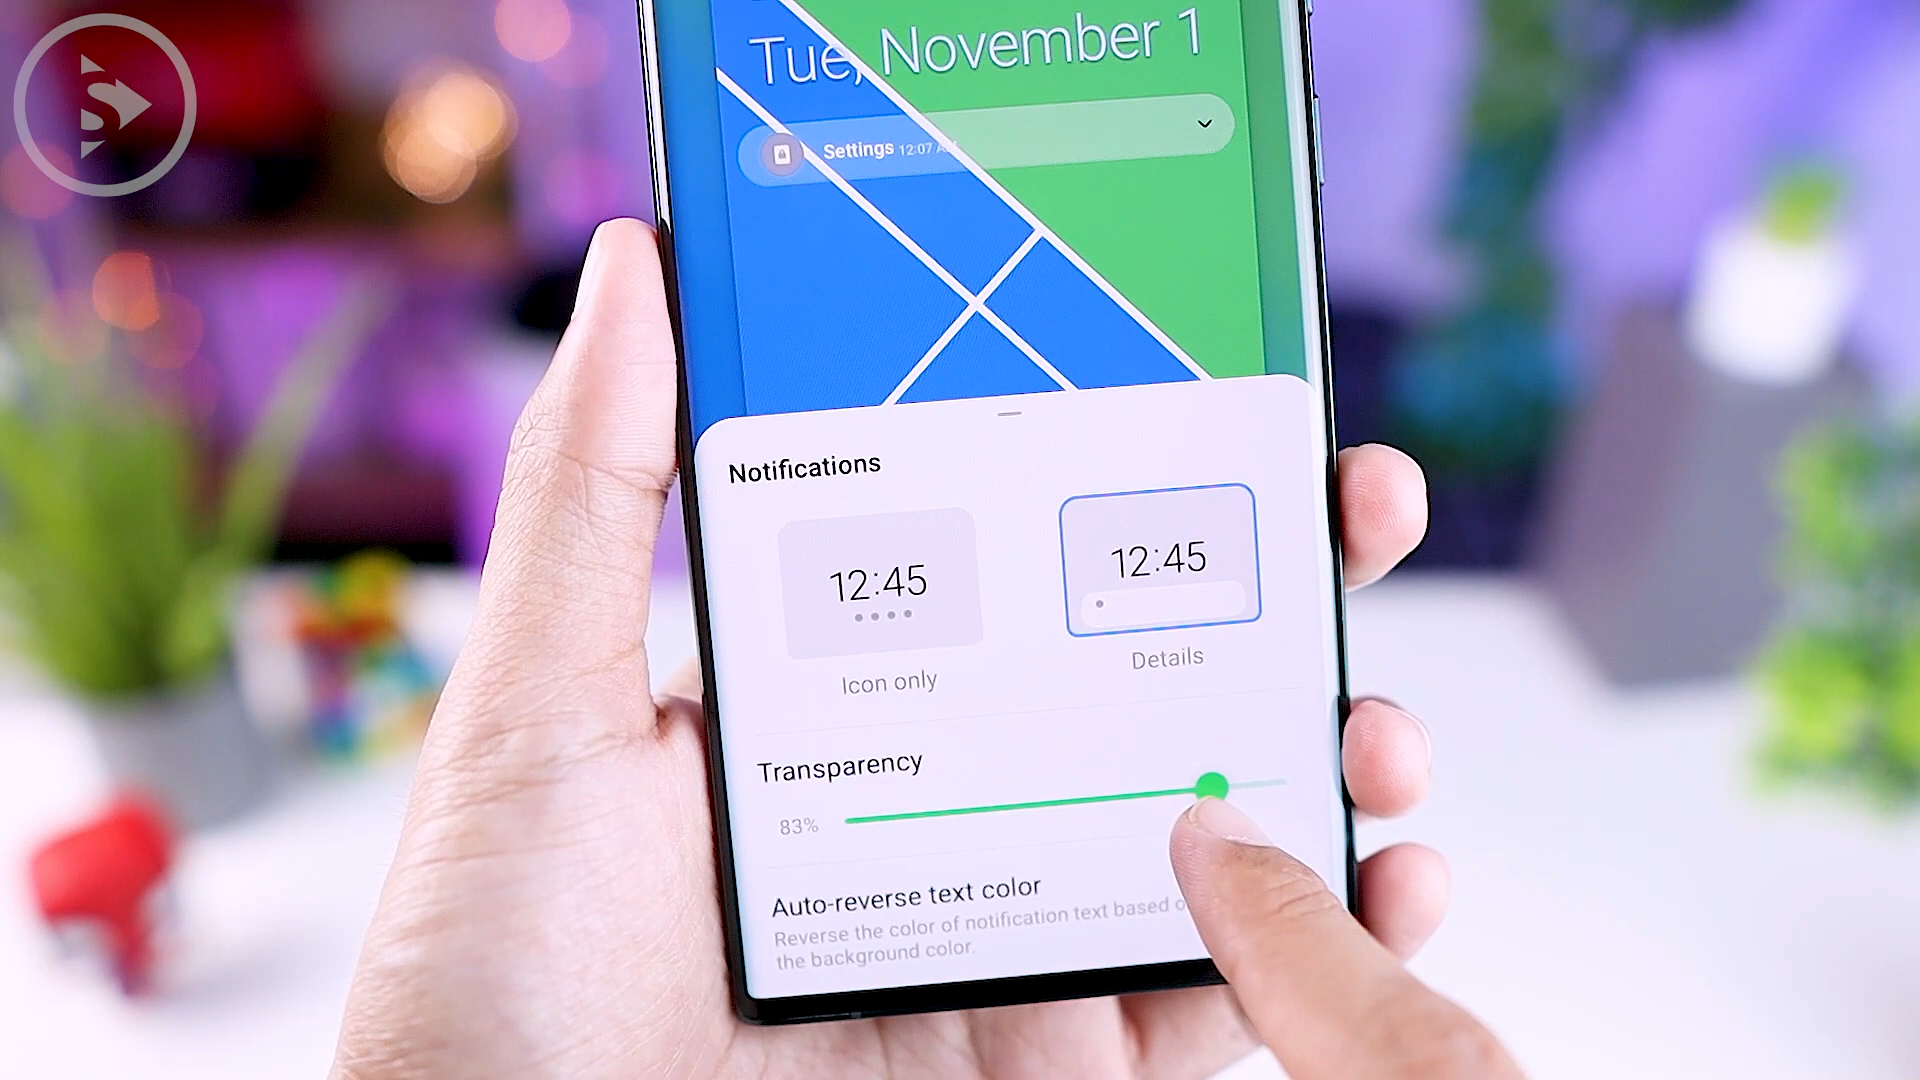 S
Tue, November 1
Settings 12:07 A
Notifications
12:45
12:45
Icon only
Details
Transparency
83%
Auto-reverse text color
Reverse the color of notification text based
the background color.